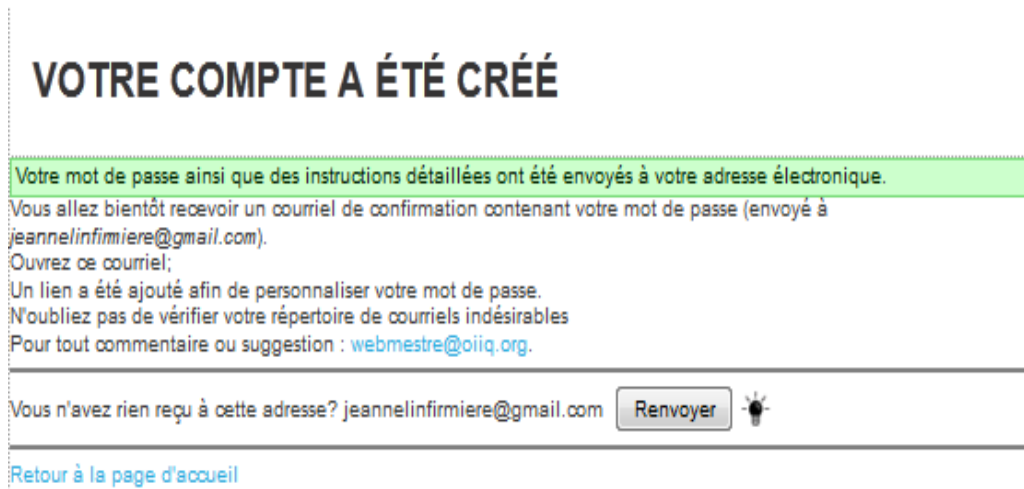 VOTRE COMPTE A ÉTÉ CRÉÉ
Votre mot de passe ainsi que des instructions détaillées ont été envoyés à votre adresse électronique.
Vous allez bientôt recevoir un courriel de confirmation contenant votre mot de passe (envoyé à
jeannelinfirmiere@gmail.com).
Ouvrez ce courriel;
Un lien a été ajouté afin de personnaliser votre mot de passe.
N'oubliez pas de vérifier votre répertoire de courriels indésirables
Pour tout commentaire ou suggestion : webmestre@oiiq.org.
Vous n'avez rien reçu à cette adresse? jeannelinfirmiere@gmail.com Renvoyer
Retour à la page d'accueil